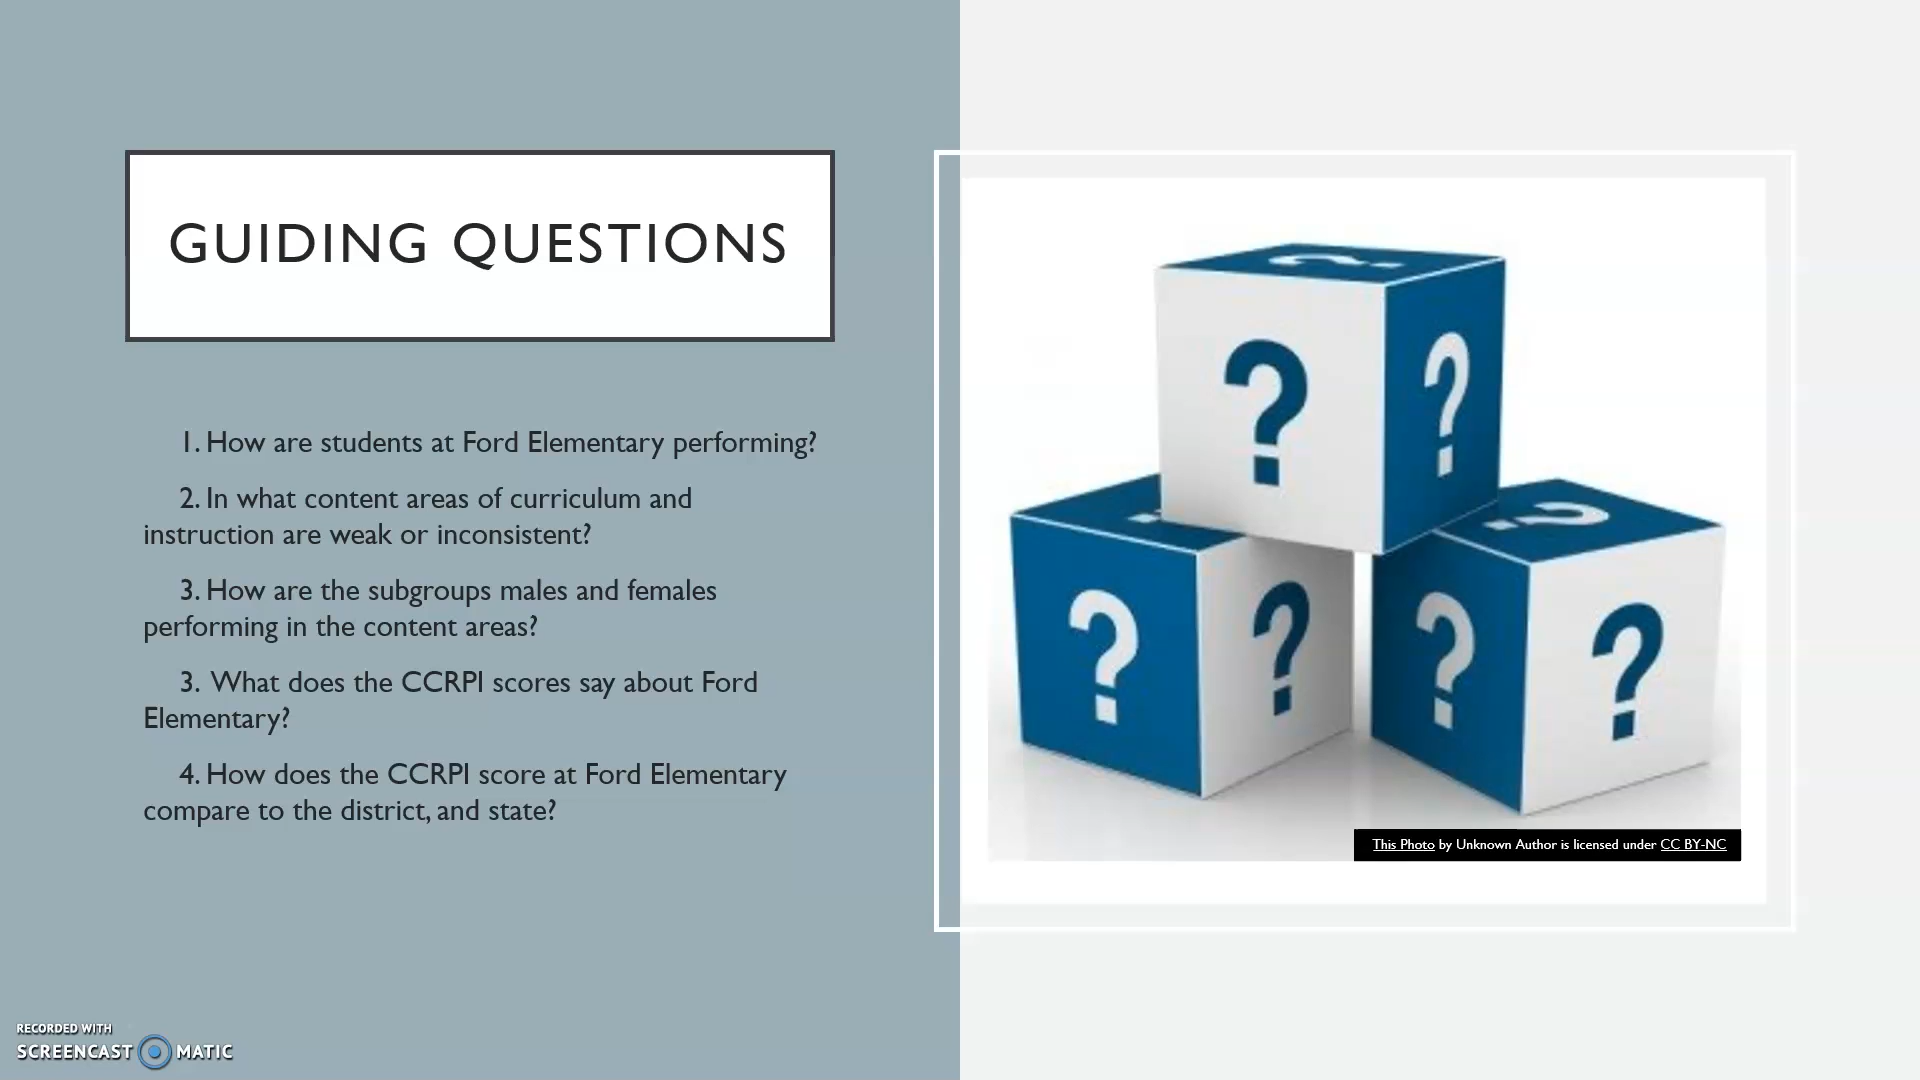 GUIDING QUESTIONS
1. How are students at Ford Elementary performing?
2. In what content areas of curriculum and
instruction are weak or inconsistent?
3. How are the subgroups males and females
performing in the content areas?
3. What does the CCRPI scores say about Ford
Elementary?
4. How does the CCRPI score at Ford Elementary
compare to the district, and state?
?
?
?
?
?
?
?
?
This Photo by Unknown Author is licensed under CC BY-NC
RECORDED WITH
SCREENCAST MATIC